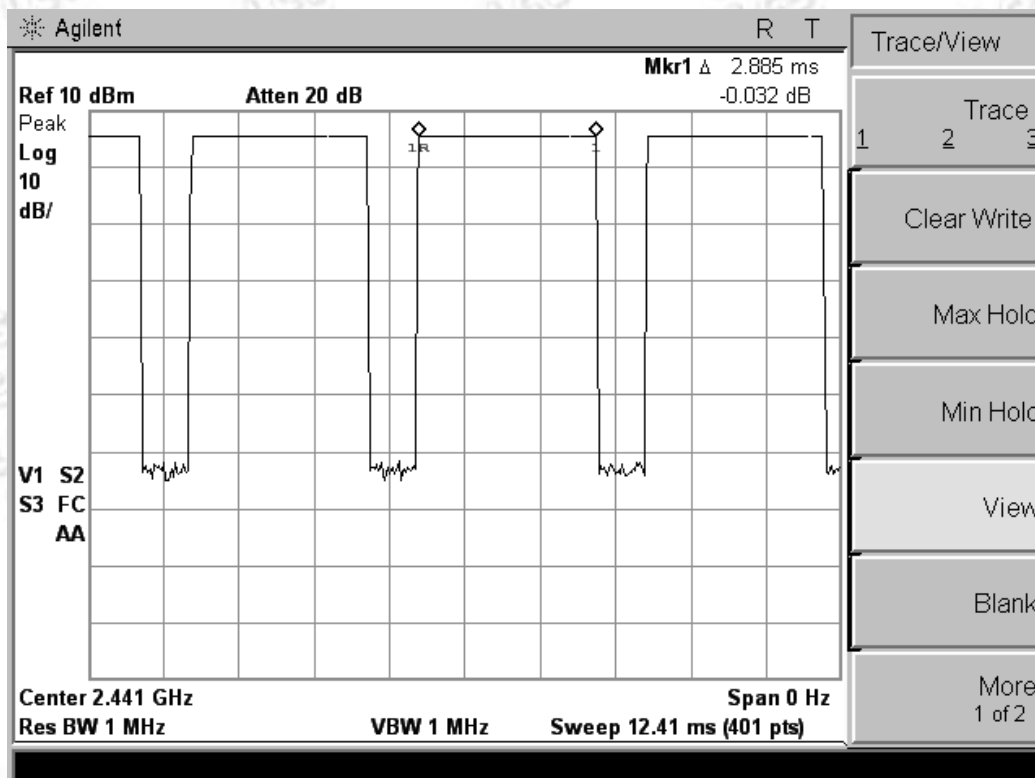 Agilent R T
Mkr1 Δ 2.885 ms
Ref 10 dBm Atten 20 dB -0.032 dB
Peak
Log
10
dB/
1R 1
V1 S2
S3 FC
AA
Center 2.441 GHz Span 0 Hz
Res BW 1 MHz VBW 1 MHz Sweep 12.41 ms (401 pts)
Trace/View
Trace
1 2 3
Clear Write
Max Hold
Min Hold
View
Blank
More
1 of 2